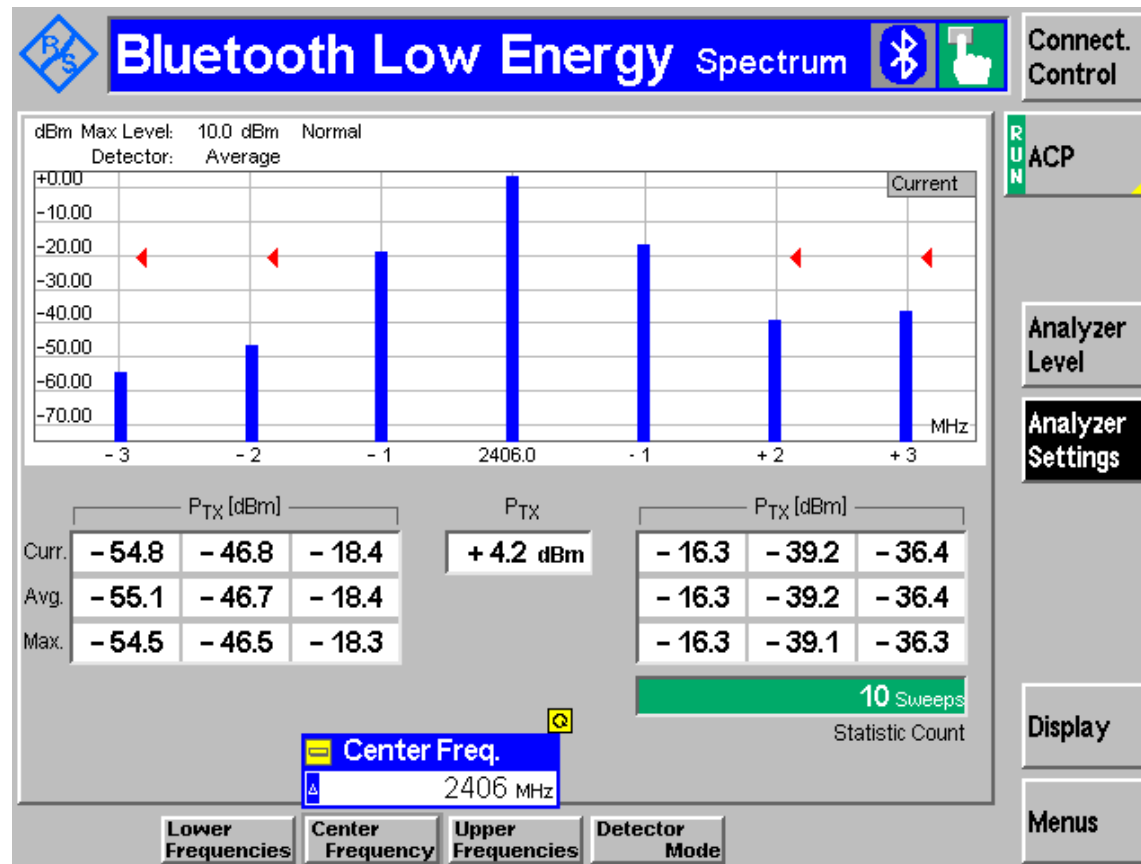 R/S
Bluetooth Low Energy Spectrum
Connect. Control
dBm Max Level: 10.0 dBm Normal
Detector: Average
RUN
ACP
+0.00
Current
-10.00
-20.00
-30.00
-40.00
-50.00
-60.00
-70.00
MHz
- 3 - 2 - 1 2406.0 - 1 + 2 + 3
Analyzer Level
Analyzer Settings
PTX [dBm] PTX PTX [dBm]
Curr. - 54.8 - 46.8 - 18.4 + 4.2 dBm - 16.3 - 39.2 - 36.4
Avg. - 55.1 - 46.7 - 18.4 - 16.3 - 39.2 - 36.4
Max. - 54.5 - 46.5 - 18.3 - 16.3 - 39.1 - 36.3
10 Sweeps
Statistic Count
Center Freq.
2406 MHz
Display
Menus
Lower Frequencies
Center Frequency
Upper Frequencies
Detector Mode